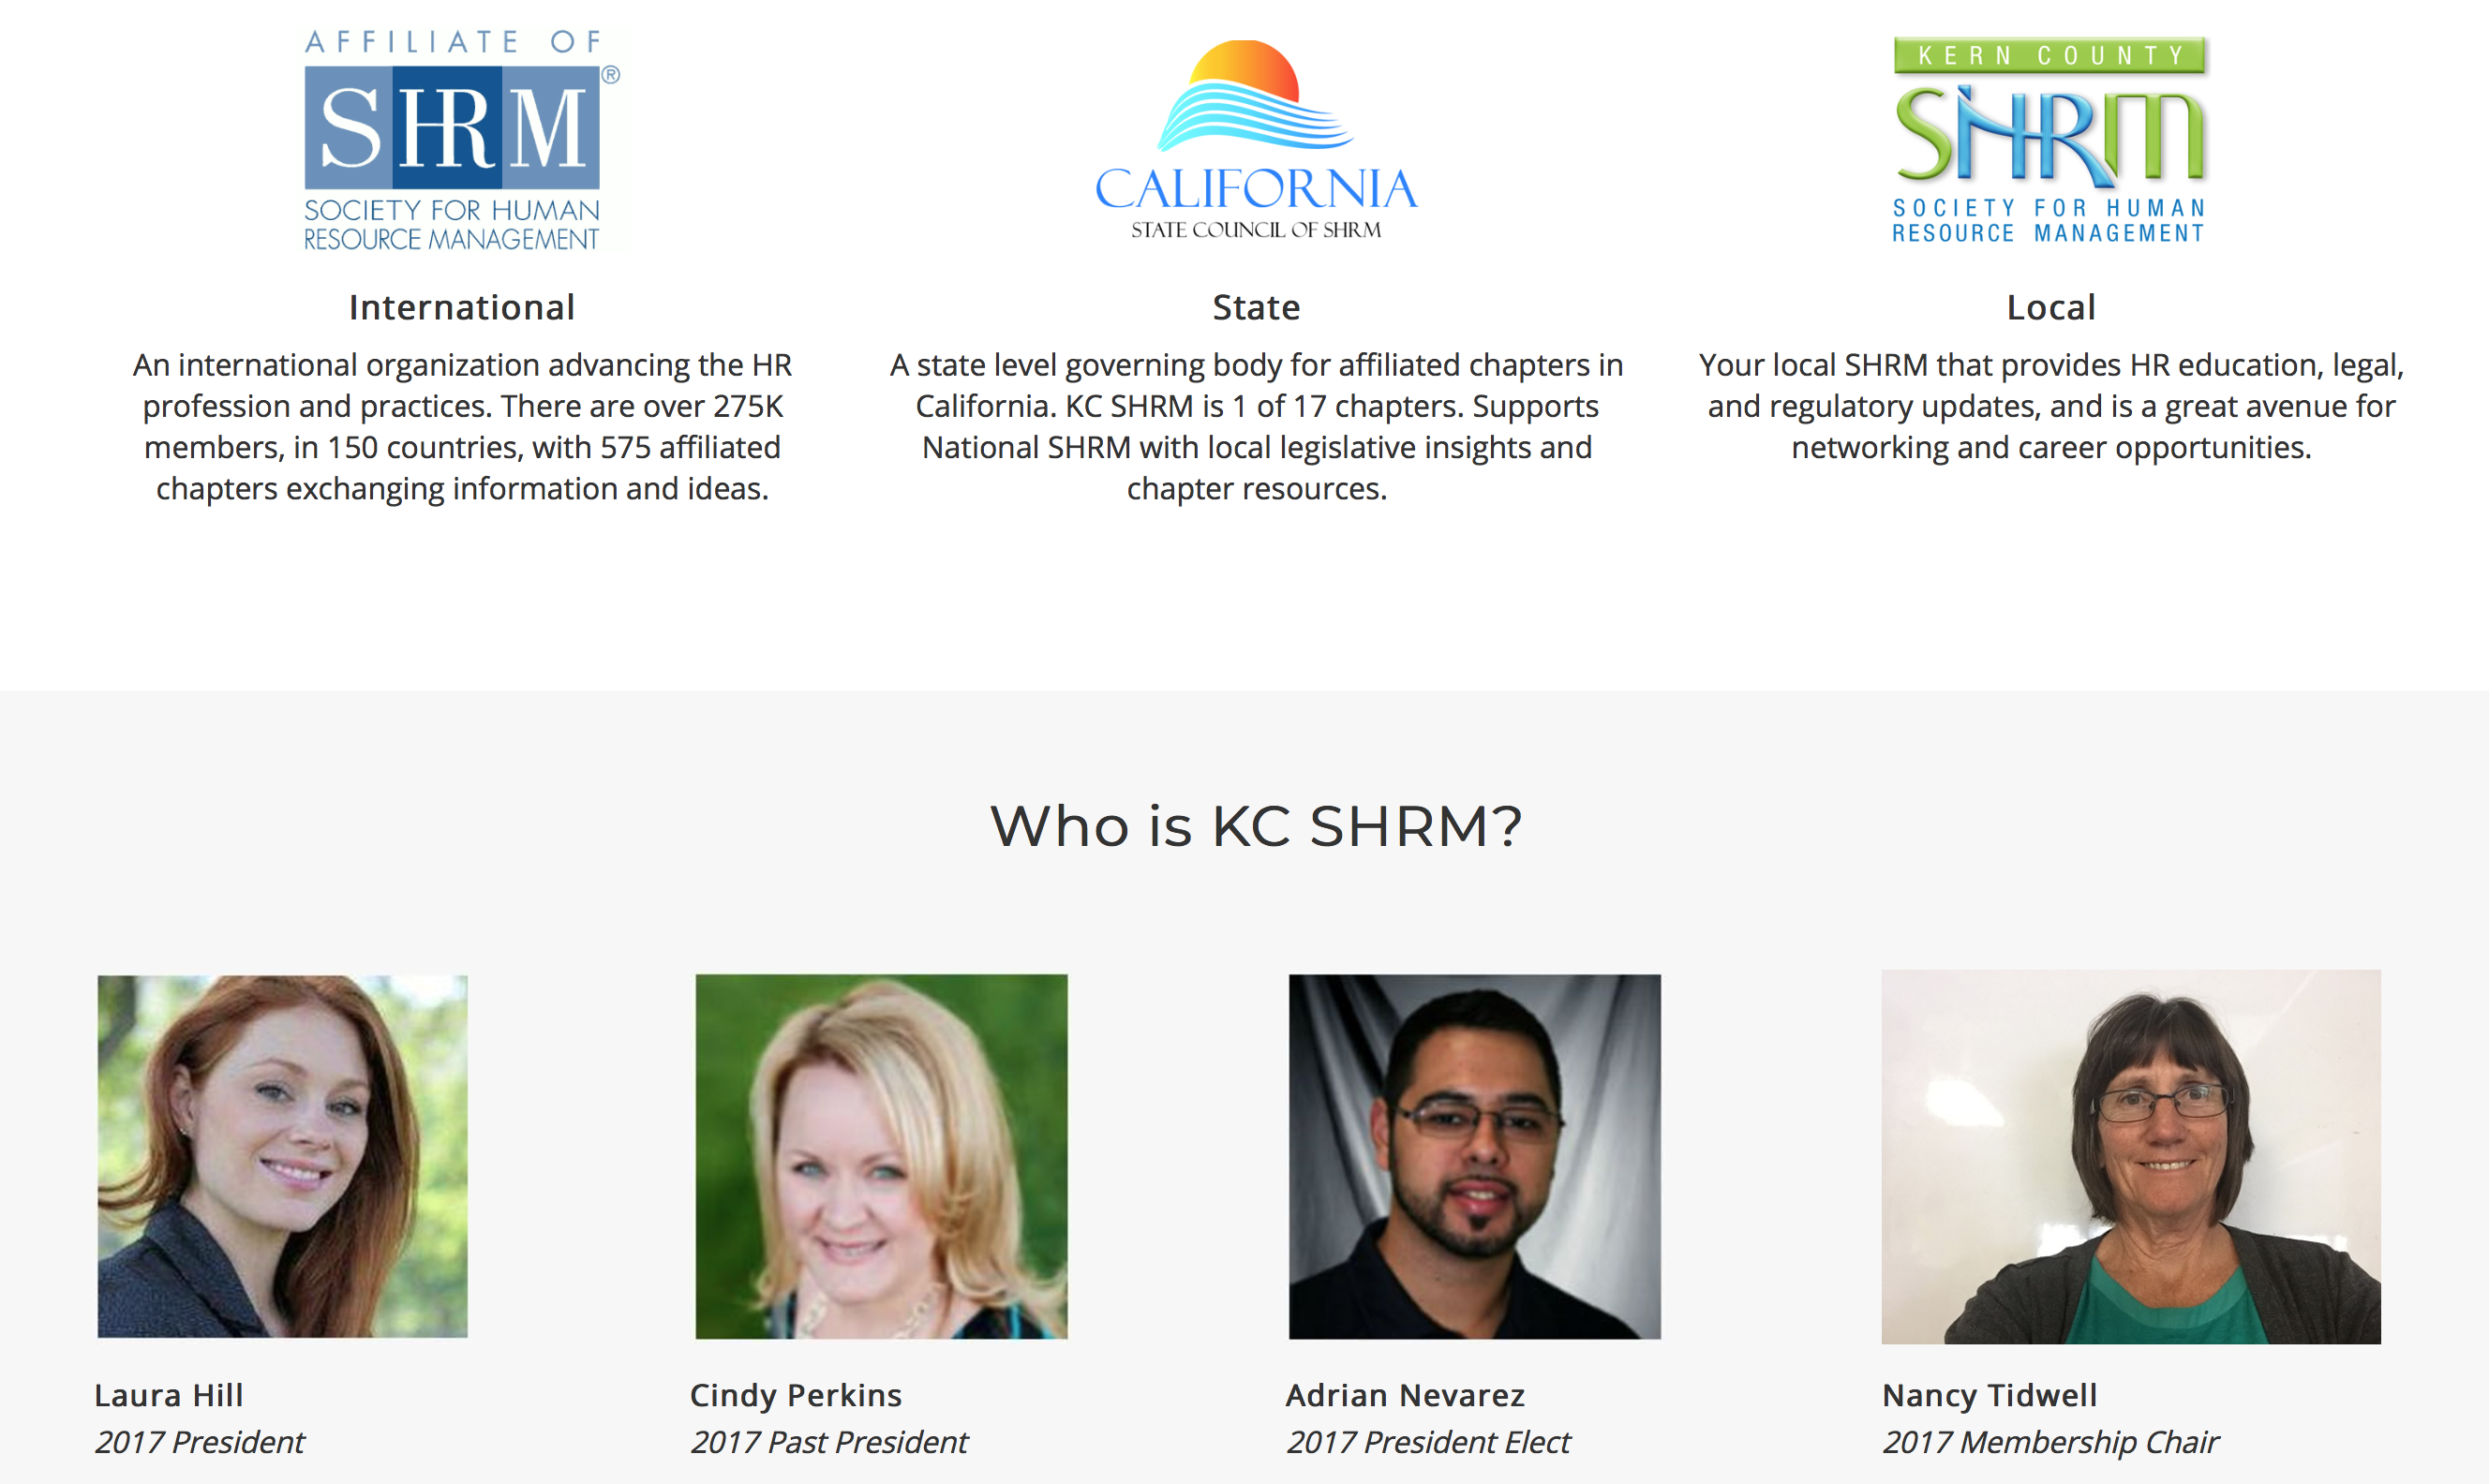 AFFILIATE OF
SHRM®
SOCIETY FOR HUMAN
RESOURCE MANAGEMENT
International
An international organization advancing the HR
profession and practices. There are over 275K
members, in 150 countries, with 575 affiliated
chapters exchanging information and ideas.
CALIFORNIA
STATE COUNCIL OF SHRM
State
A state level governing body for affiliated chapters in
California. KC SHRM is 1 of 17 chapters. Supports
National SHRM with local legislative insights and
chapter resources.
KERN COUNTY
SHRM
SOCIETY FOR HUMAN
RESOURCE MANAGEMENT
Local
Your local SHRM that provides HR education, legal,
and regulatory updates, and is a great avenue for
networking and career opportunities.
Who is KC SHRM?
Laura Hill
2017 President
Cindy Perkins
2017 Past President
Adrian Nevarez
2017 President Elect
Nancy Tidwell
2017 Membership Chair